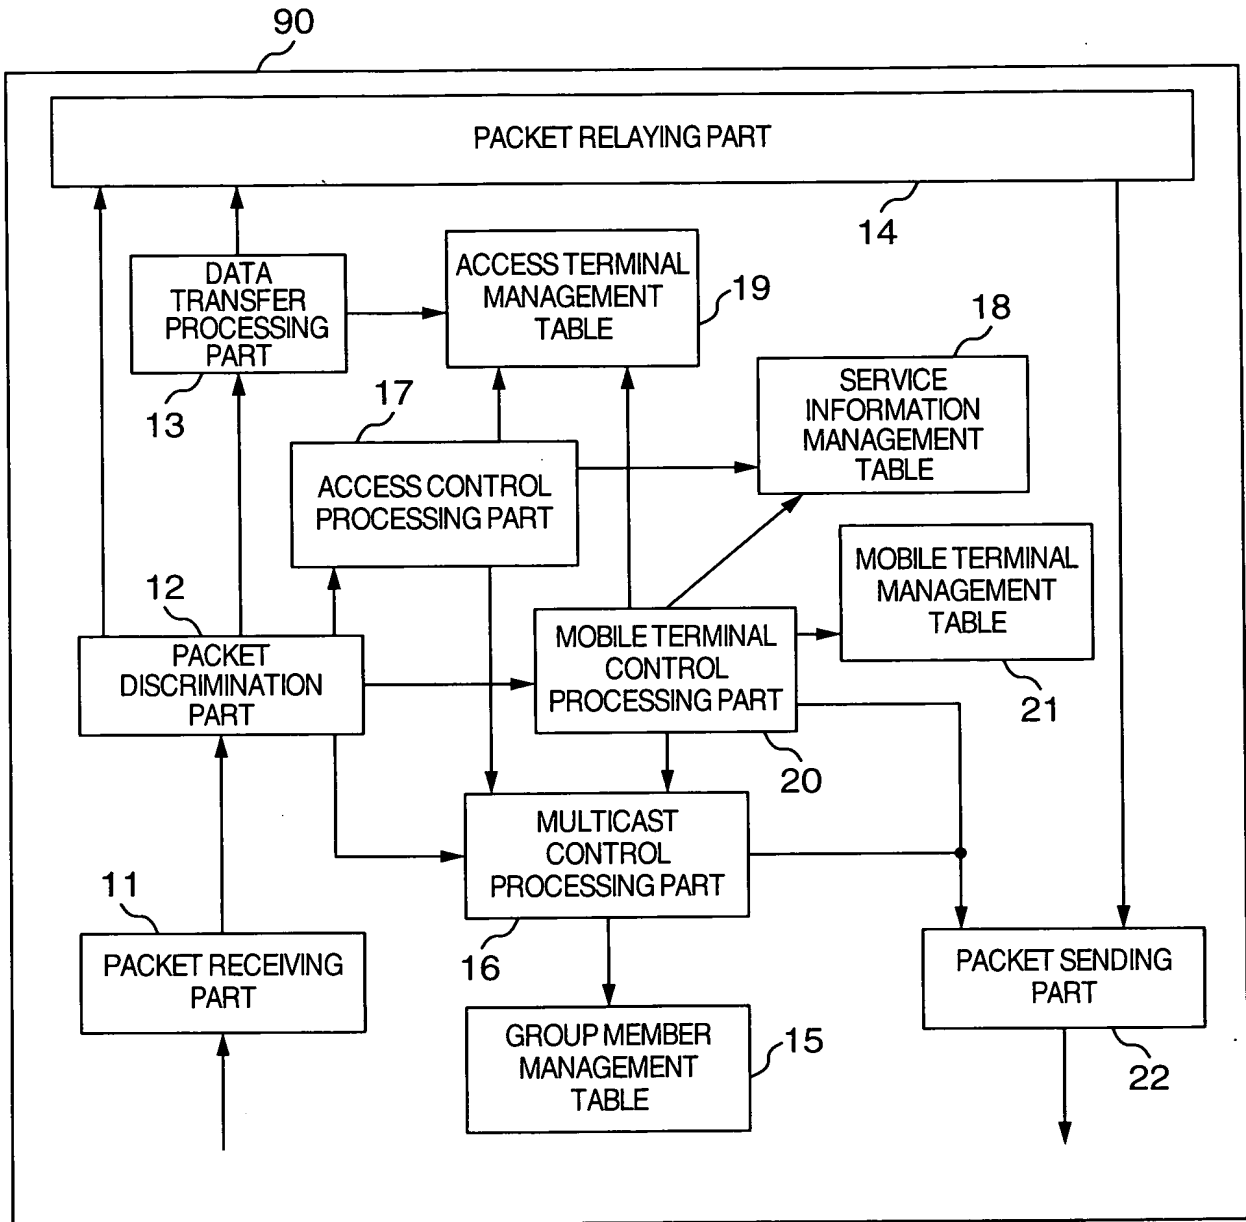 90
PACKET RELAYING PART
14
DATA
TRANSFER
PROCESSING
PART
13
ACCESS TERMINAL
MANAGEMENT
TABLE
19
18
SERVICE
INFORMATION
MANAGEMENT
TABLE
17
ACCESS CONTROL
PROCESSING PART
MOBILE TERMINAL
MANAGEMENT
TABLE
21
12
PACKET
DISCRIMINATION
PART
MOBILE TERMINAL
CONTROL
PROCESSING PART
20
MULTICAST
CONTROL
PROCESSING PART
16
11
PACKET RECEIVING
PART
PACKET SENDING
PART
22
GROUP MEMBER
MANAGEMENT
TABLE
15